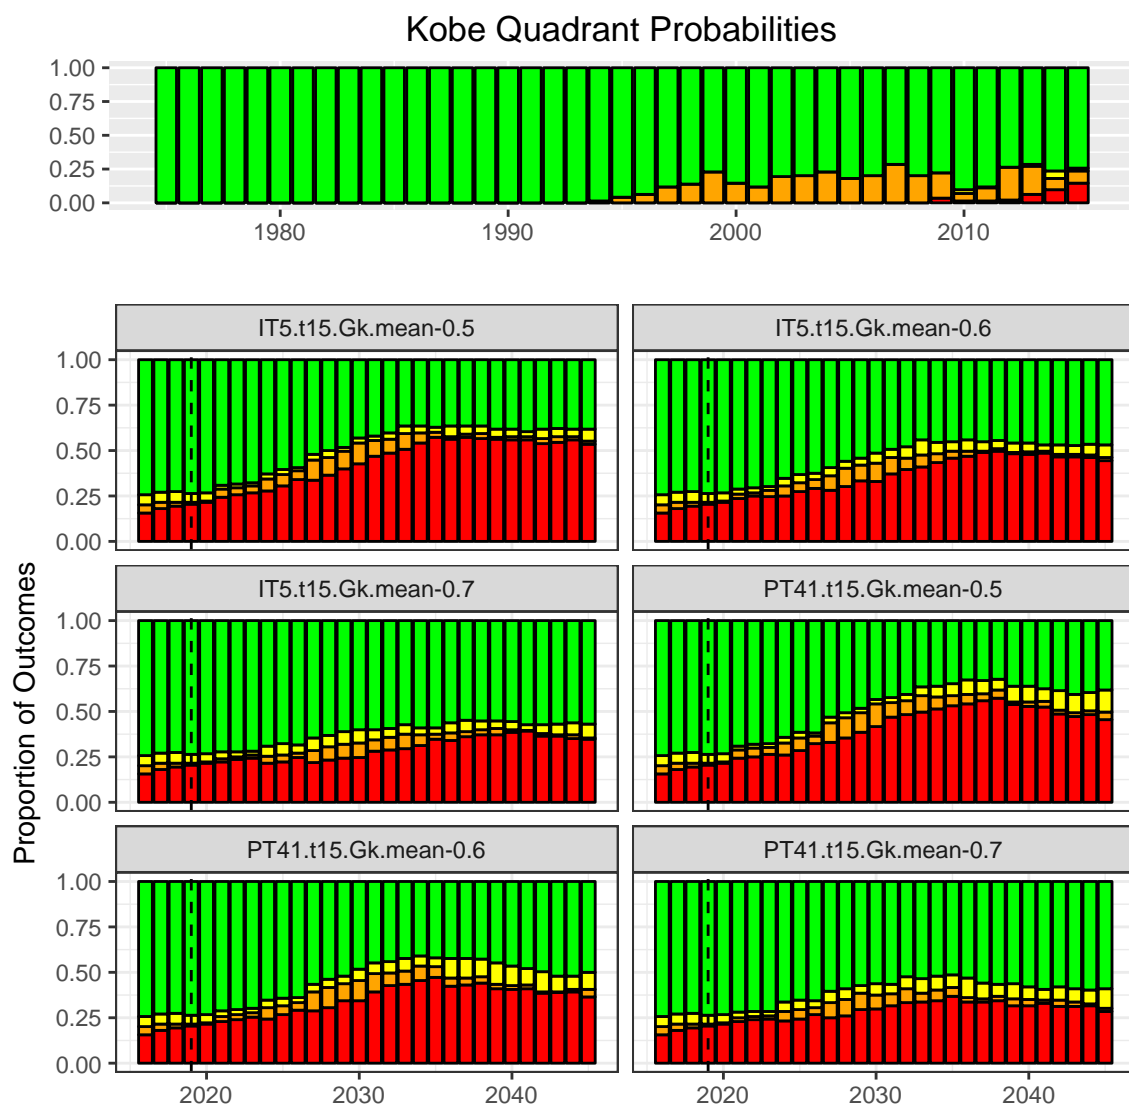 Kobe Quadrant Probabilities
1.00
0.75
0.50
0.25
0.00
1980 1990 2000 2010
Proportion of Outcomes
IT5.t15.Gk.mean-0.5 IT5.t15.Gk.mean-0.6
1.00
0.75
0.50
0.25
0.00
IT5.t15.Gk.mean-0.7 PT41.t15.Gk.mean-0.5
1.00
0.75
0.50
0.25
0.00
PT41.t15.Gk.mean-0.6 PT41.t15.Gk.mean-0.7
1.00
0.75
0.50
0.25
0.00
2020 2030 2040 2020 2030 2040